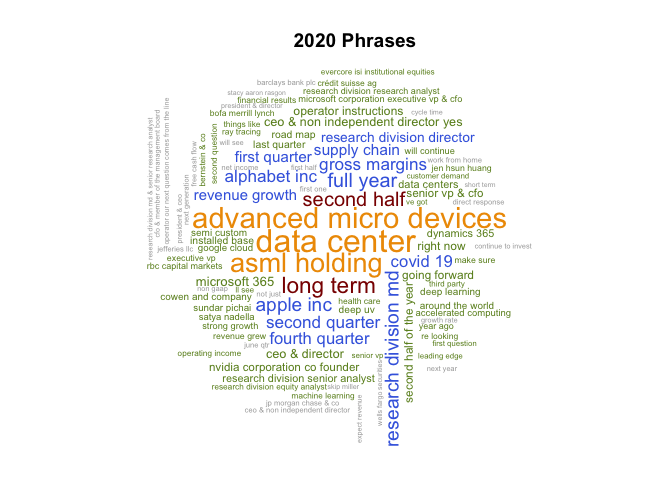 2020 Phrases
evercore isi institutional equities
barclays bank plc
crédit suisse ag
stacy aaron rasgon
research division research analyst
financial results
microsoft corporation executive vp & cfo
president & director
operator instructions
cycle time
bofa merrill lynch
things like
ceo & non independent director yes
ray tracing
road map
research division director
will see
last quarter
supply chain
will continue
first quarter
gross margins
work from home
net income
first half
jen hsun huang
alphabet inc
full year
data centers
customer demand
short term
first one
revenue growth
second half
senior vp & cfo
ve got
direct response
advanced micro devices
semi custom
data center
dynamics 365
installed base
jefferies llc
google cloud
right now
continue to invest
executive vp
asml holding
covid 19
make sure
rbc capital markets
going forward
microsoft 365
long term
third party
non gaap
ll see
deep learning
cowen and company
not just
apple inc
health care
deep uv
around the world
sundar pichai
accelerated computing
satya nadella
second quarter
growth rate
strong growth
year ago
revenue grew
fourth quarter
re looking
june qtr
first question
operating income
ceo & director
senior vp
leading edge
nvidia corporation co founder
next year
research division senior analyst
research division equity analyst
skip miller
machine learning
jp morgan chase & co
ceo & non independent director
research division md & senior research analyst
cfo & member of the management board
operator our next question comes from the line
president & ceo
next generation
free cash flow
bernstein & co
second question
expect revenue
wells fargo securities
research division md
second half of the year